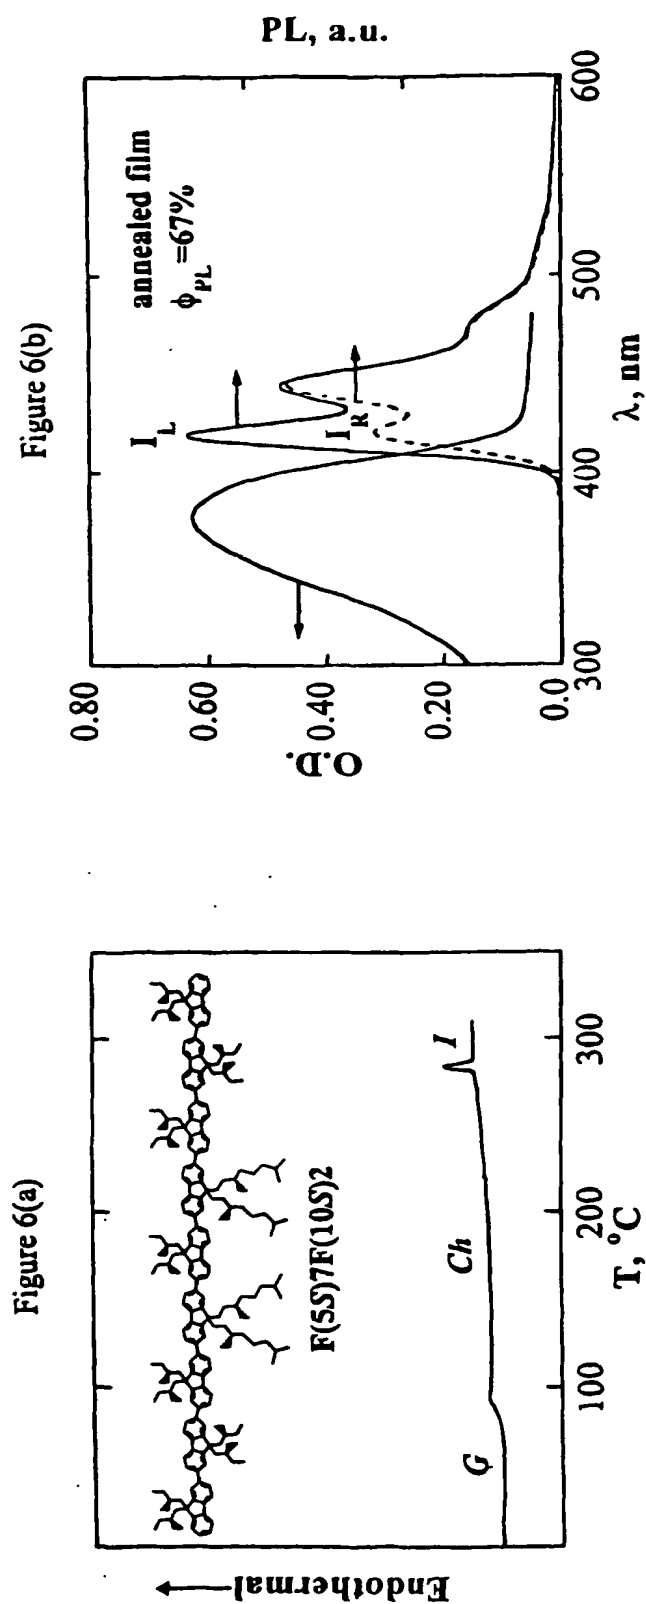 Figure 6(a)
F(5S)7F(10S)2
G
Ch
I
100
200
300
T, °C
Endothermal
Figure 6(b)
annealed film
ϕPL =67%
IL
IR
0.80
0.60
0.40
0.20
0.0
O.D.
300
400
500
600
λ, nm
PL, a.u.